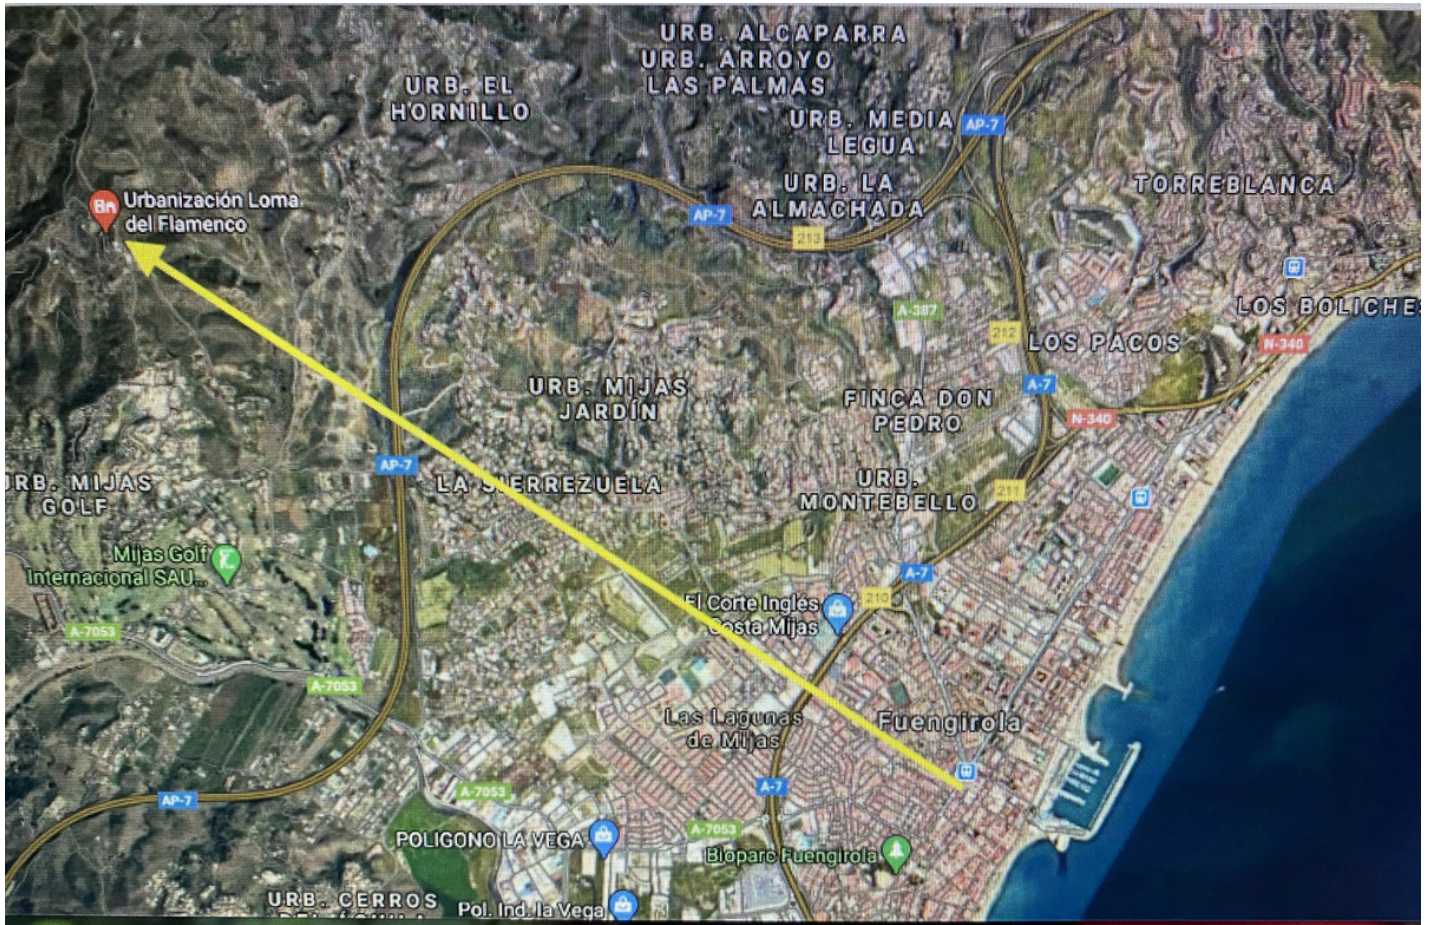 URB. ALCAPARRA
URB. ARROYO
LAS PALMAS
URB. EL
HORNILLO
URB. MEDIA
LEGUA
AP-7
URB. LA
ALMACHADA
TORREBLANCA
Urbanización Loma
del Flamenco
AP-7
213
A-387
212
LOS PACOS
LOS BOLICHE
N-340
A-7
N-340
URB. MIJAS
JARDÍN
FINCA DON
PEDRO
AP-7
LA SIERREZUELA
URB.
MONTEBELLO
211
URB. MIJAS
GOLF
Mijas Golf
Internacional SAU...
A-7
210
El Corte Inglés
Costa Mijas
A-7053
A-7053
Las Lagunas
de Mijas
Fuengirola
AP-7
A-7053
A-7
A-7053
POLIGONO LA VEGA
Bioparc Fuengirola
URB. CERROS
DEL ÁGUILA
Pol. Ind. la Vega